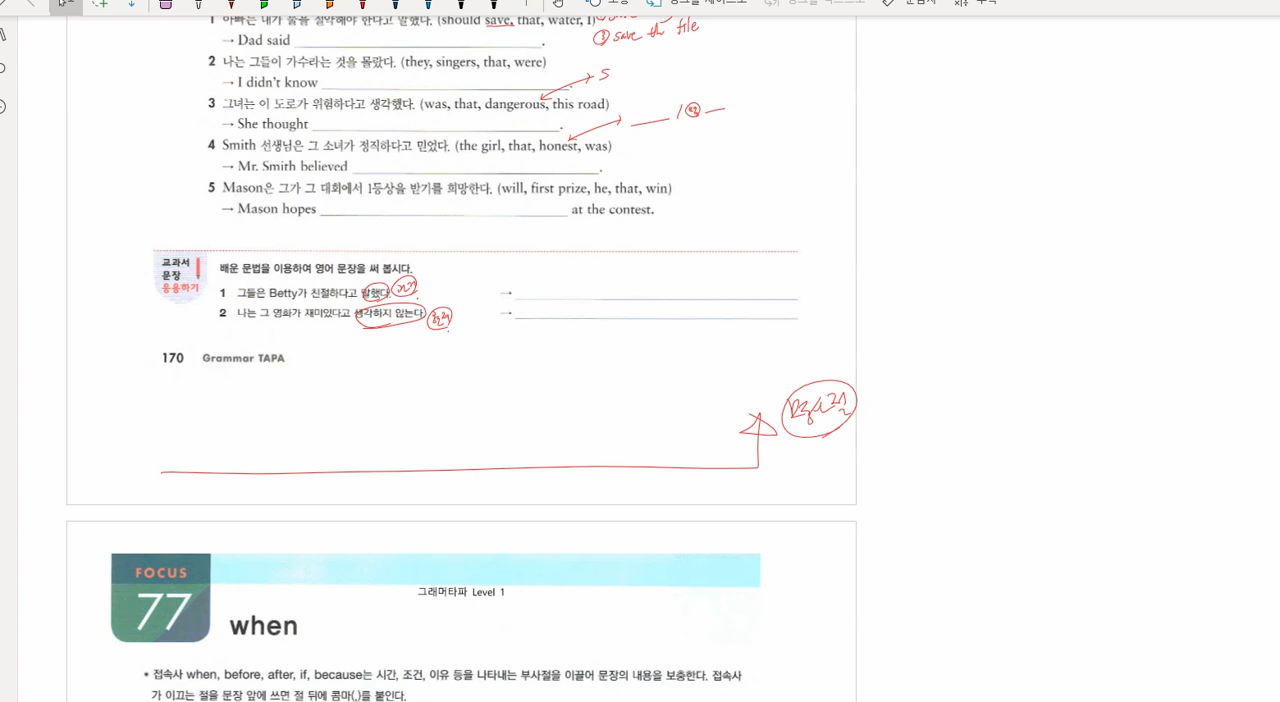 1 아빠는 내가 물을 절약해야 한다고 말했다. (should save, that, water, I)
③ save the file
→ Dad said .
2 나는 그들이 가수라는 것을 몰랐다. (they, singers, that, were)
→ I didn't know .
3 그녀는 이 도로가 위험하다고 생각했다. (was, that, dangerous, this road)
→ She thought .
4 Smith 선생님은 그 소녀가 정직하다고 믿었다. (the girl, that, honest, was)
→ Mr. Smith believed .
5 Mason은 그가 그 대회에서 1등상을 받기를 희망한다. (will, first prize, he, that, win)
→ Mason hopes at the contest.
교과서
문장
응용하기
배운 문법을 이용하여 영어 문장을 써 봅시다.
1 그들은 Betty가 친절하다고 말했다. 과거 →
2 나는 그 영화가 재미있다고 생각하지 않는다. 현재 →
170 Grammar TAPA
FOCUS
77
그래머타파 Level 1
when
• 접속사 when, before, after, if, because는 시간, 조건, 이유 등을 나타내는 부사절을 이끌어 문장의 내용을 보충한다. 접속사
가 이끄는 절을 문장 앞에 쓰면 절 뒤에 콤마(,)를 붙인다.